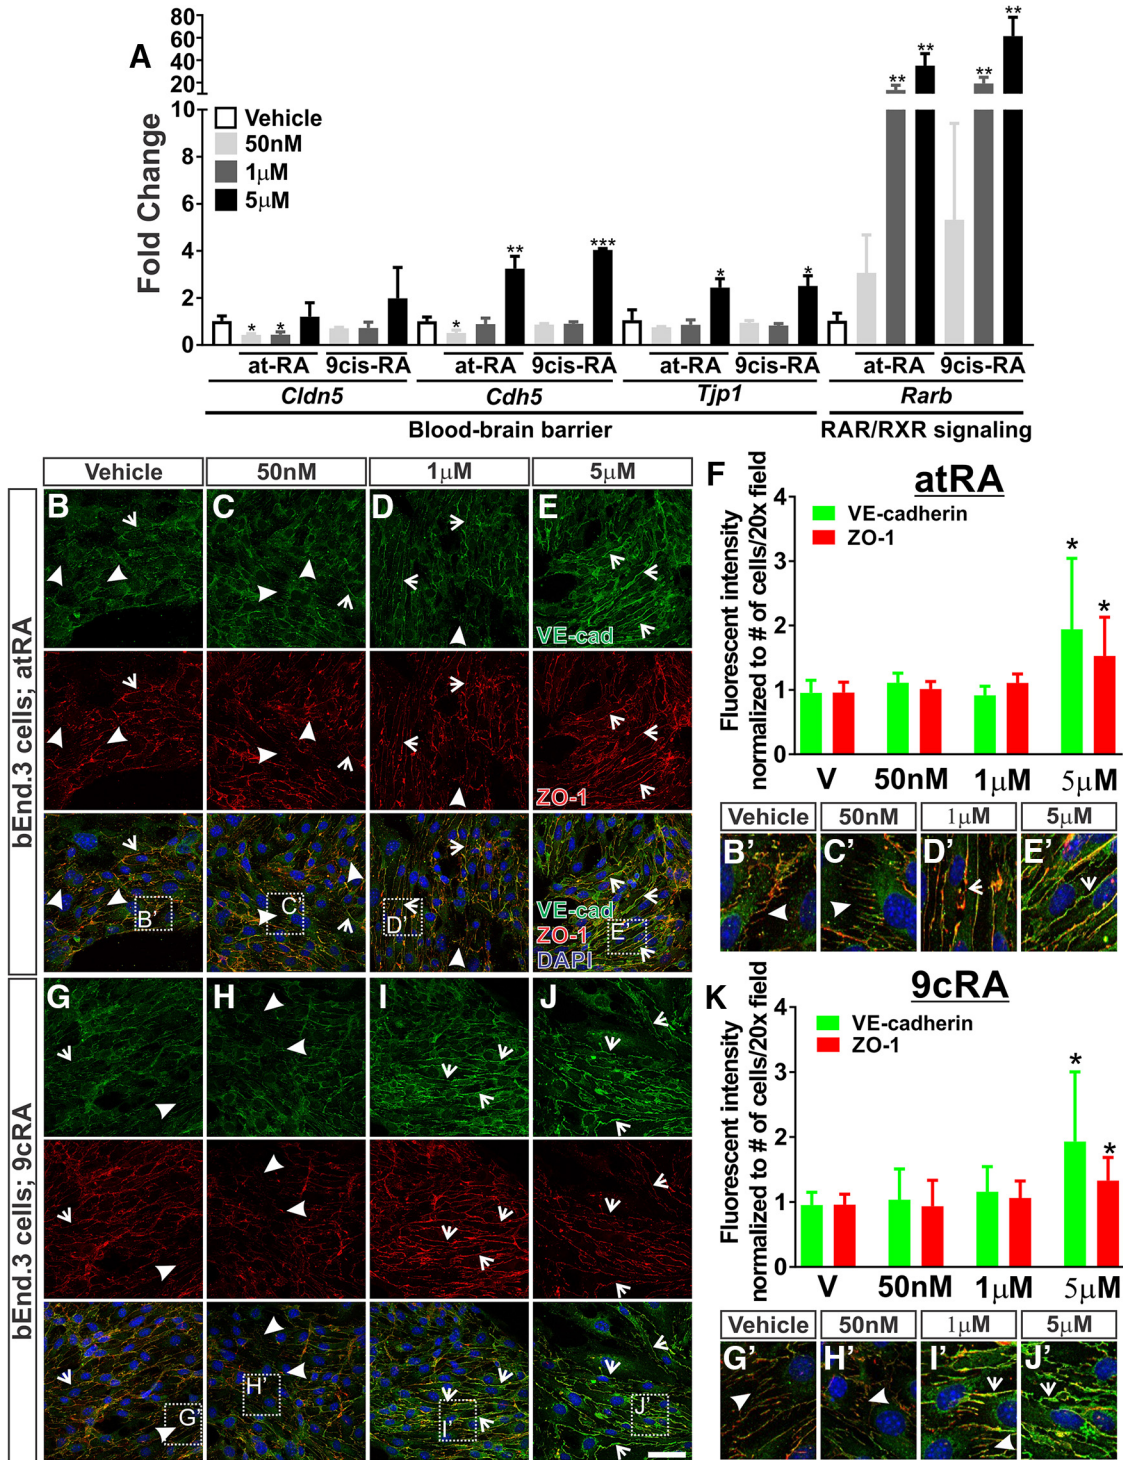 A
Fold Change
80
60
40
20
10
8
6
4
2
0
Vehicle
50nM
1μM
5μM
* * ** *** * * ** ** ** **
*
at-RA 9cis-RA at-RA 9cis-RA at-RA 9cis-RA at-RA 9cis-RA
Cldn5 Cdh5 Tjp1 Rarb
Blood-brain barrier RAR/RXR signaling
Vehicle 50nM 1μM 5μM
bEnd.3 cells; atRA
B C D E
VE-cad
ZO-1
B' C' D' E'
VE-cad
ZO-1
DAPI
F
atRA
Fluorescent intensity
normalized to # of cells/20x field
4
3
2
1
0
VE-cadherin
ZO-1
* *
V 50nM 1μM 5μM
Vehicle 50nM 1μM 5μM
B' C' D' E'
bEnd.3 cells; 9cRA
G H I J
G' H' I' J'
K
9cRA
Fluorescent intensity
normalized to # of cells/20x field
4
3
2
1
0
VE-cadherin
ZO-1
* *
V 50nM 1μM 5μM
Vehicle 50nM 1μM 5μM
G' H' I' J'